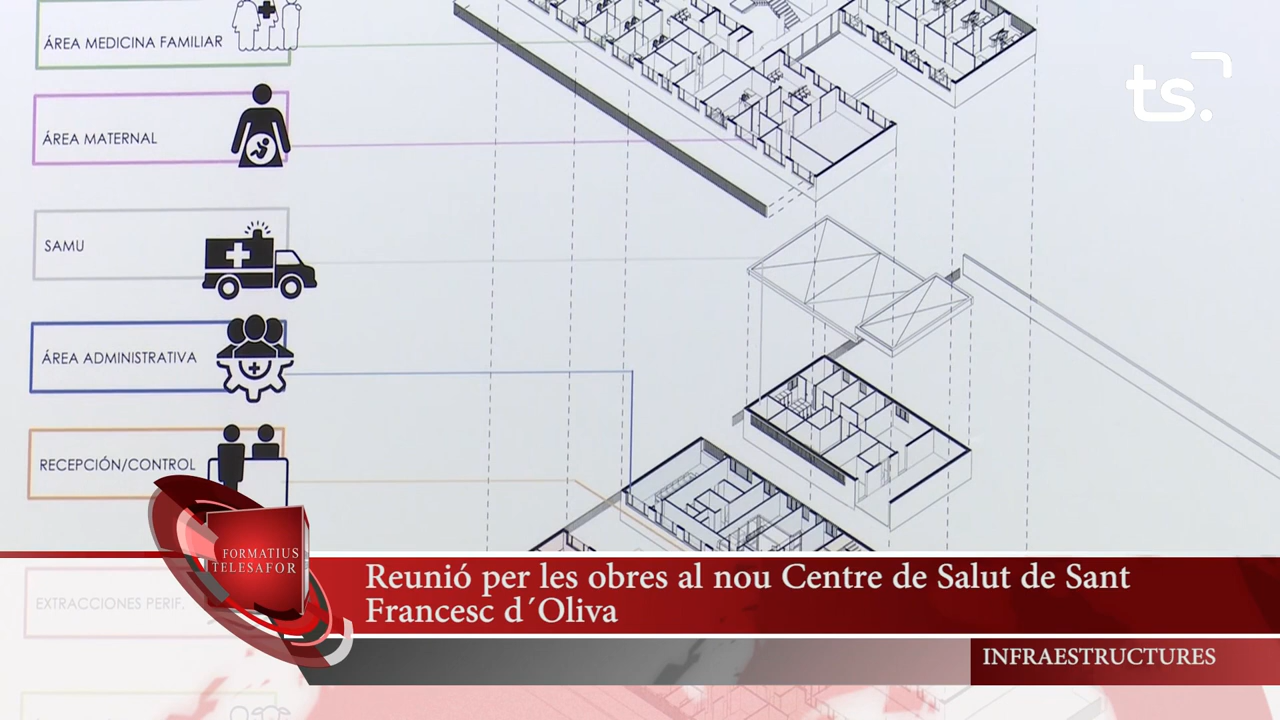 ÁREA MEDICINA FAMILIAR
ts.
ÁREA MATERNAL
SAMU
ÁREA ADMINISTRATIVA
RECEPCIÓN/CONTROL
FORMATIUS
TELESAFOR
Reunió per les obres al nou Centre de Salut de Sant
Francesc d´Oliva
EXTRACCIONES PERIF.
INFRAESTRUCTURES